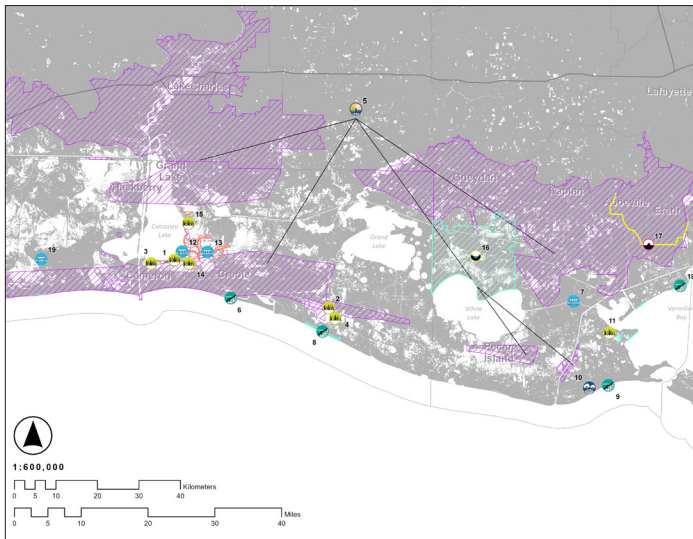 Lake Charles
5
Lafayette
Grand
Lake
Hackberry
Gueydan
Kaplan
Abbeville
Erath
15
Calcasieu
Lake
Grand
Lake
12
13
16
17
19
3
1
14
Cameron
Creole
6
2
4
8
White
Lake
7
18
Vermilion
Bay
11
Pecan
Island
10
9
1:600,000
Kilometers
0 5 10 20 30 40
Miles
0 5 10 20 30 40